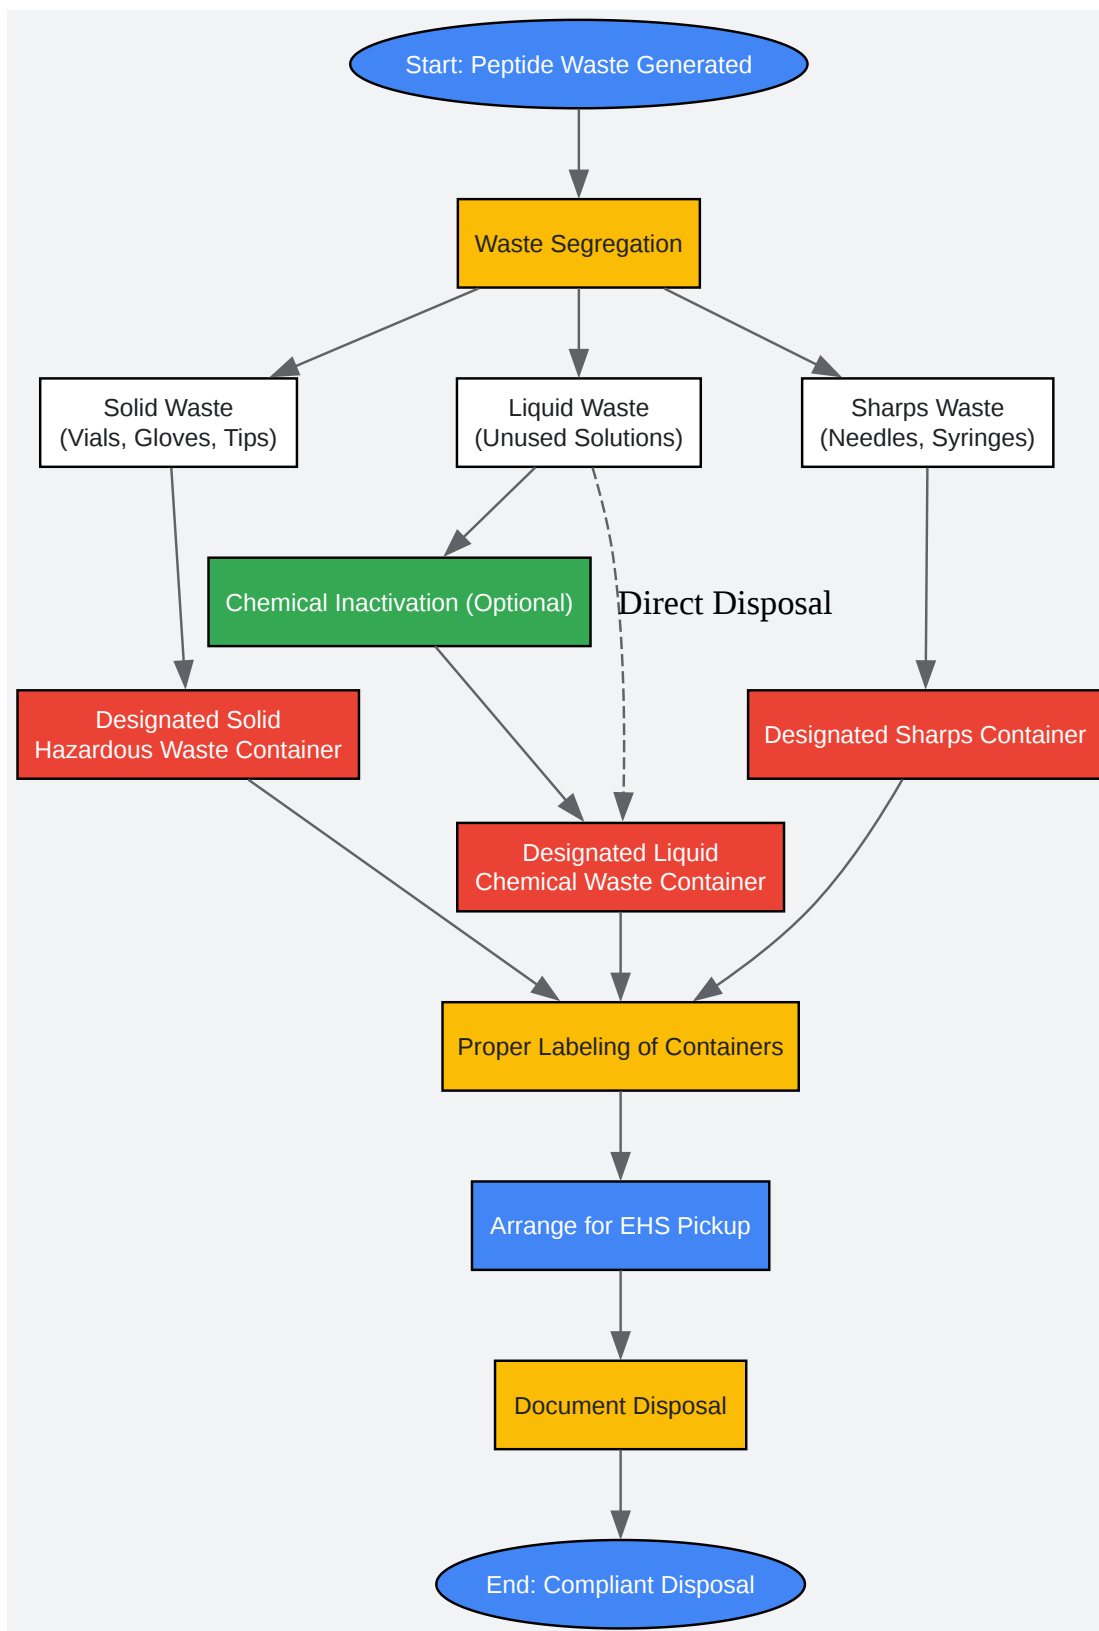 Start: Peptide Waste Generated
Waste Segregation
Solid Waste
(Vials, Gloves, Tips)
Liquid Waste
(Unused Solutions)
Sharps Waste
(Needles, Syringes)
Chemical Inactivation (Optional)
Direct Disposal
Designated Solid
Hazardous Waste Container
Designated Sharps Container
Designated Liquid
Chemical Waste Container
Proper Labeling of Containers
Arrange for EHS Pickup
Document Disposal
End: Compliant Disposal